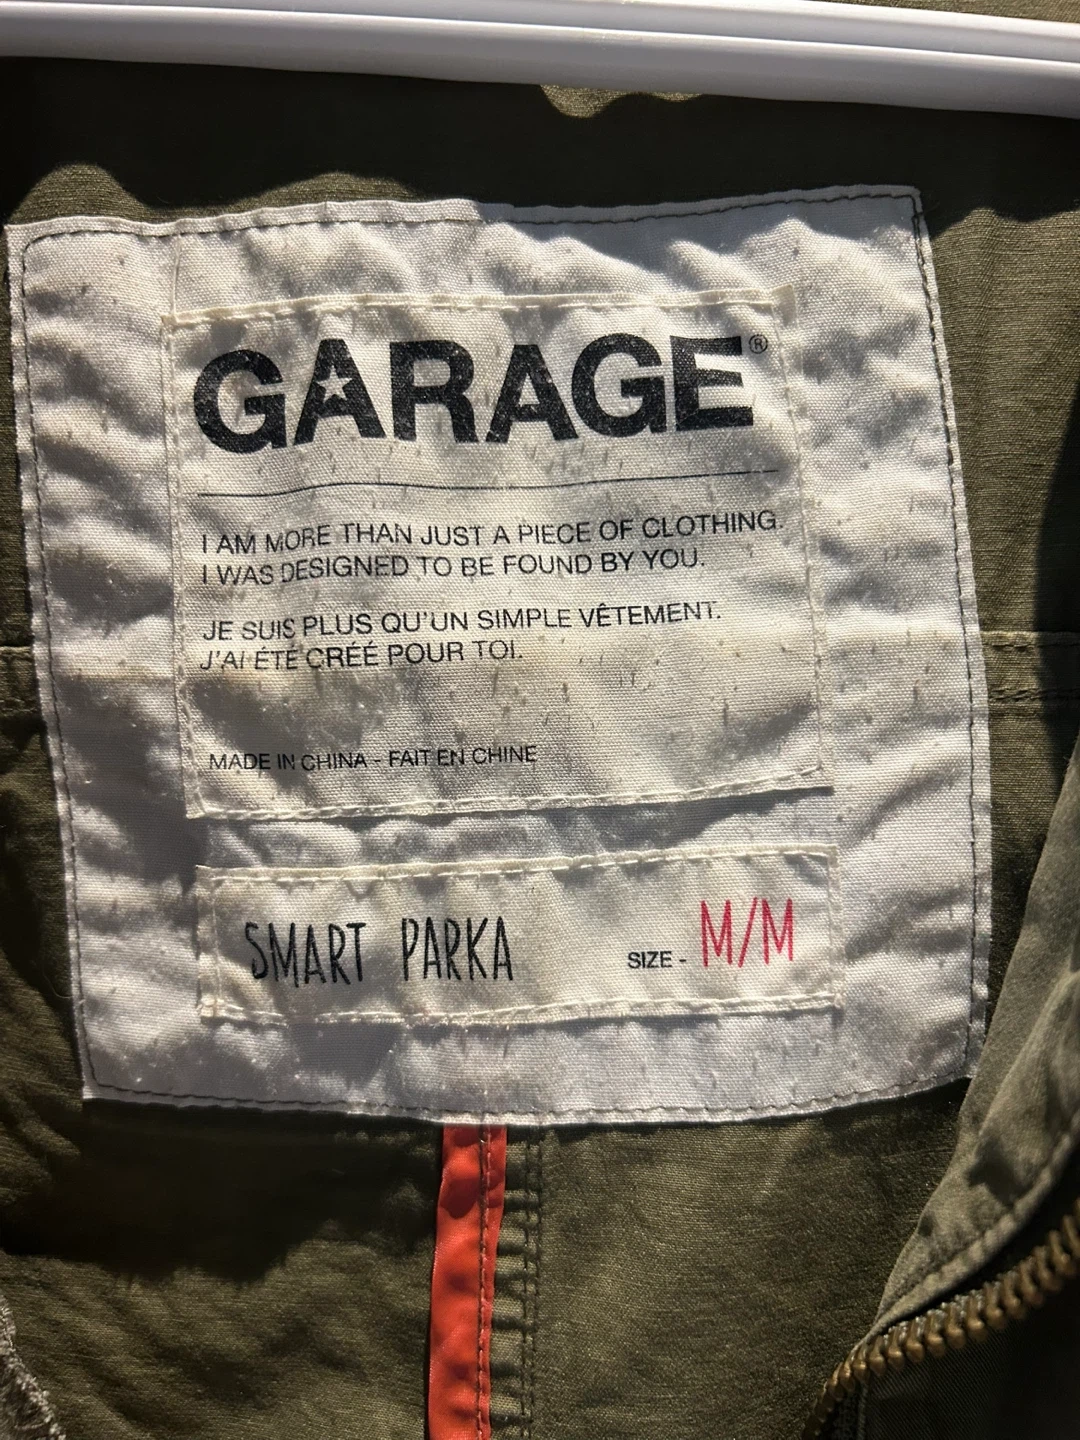 GARAGE®
I AM MORE THAN JUST A PIECE OF CLOTHING.
I WAS DESIGNED TO BE FOUND BY YOU.
JE SUIS PLUS QU'UN SIMPLE VÊTEMENT.
J'AI ÉTÉ CRÉÉ POUR TOI.
MADE IN CHINA - FAIT EN CHINE
SMART PARKA SIZE - M/M